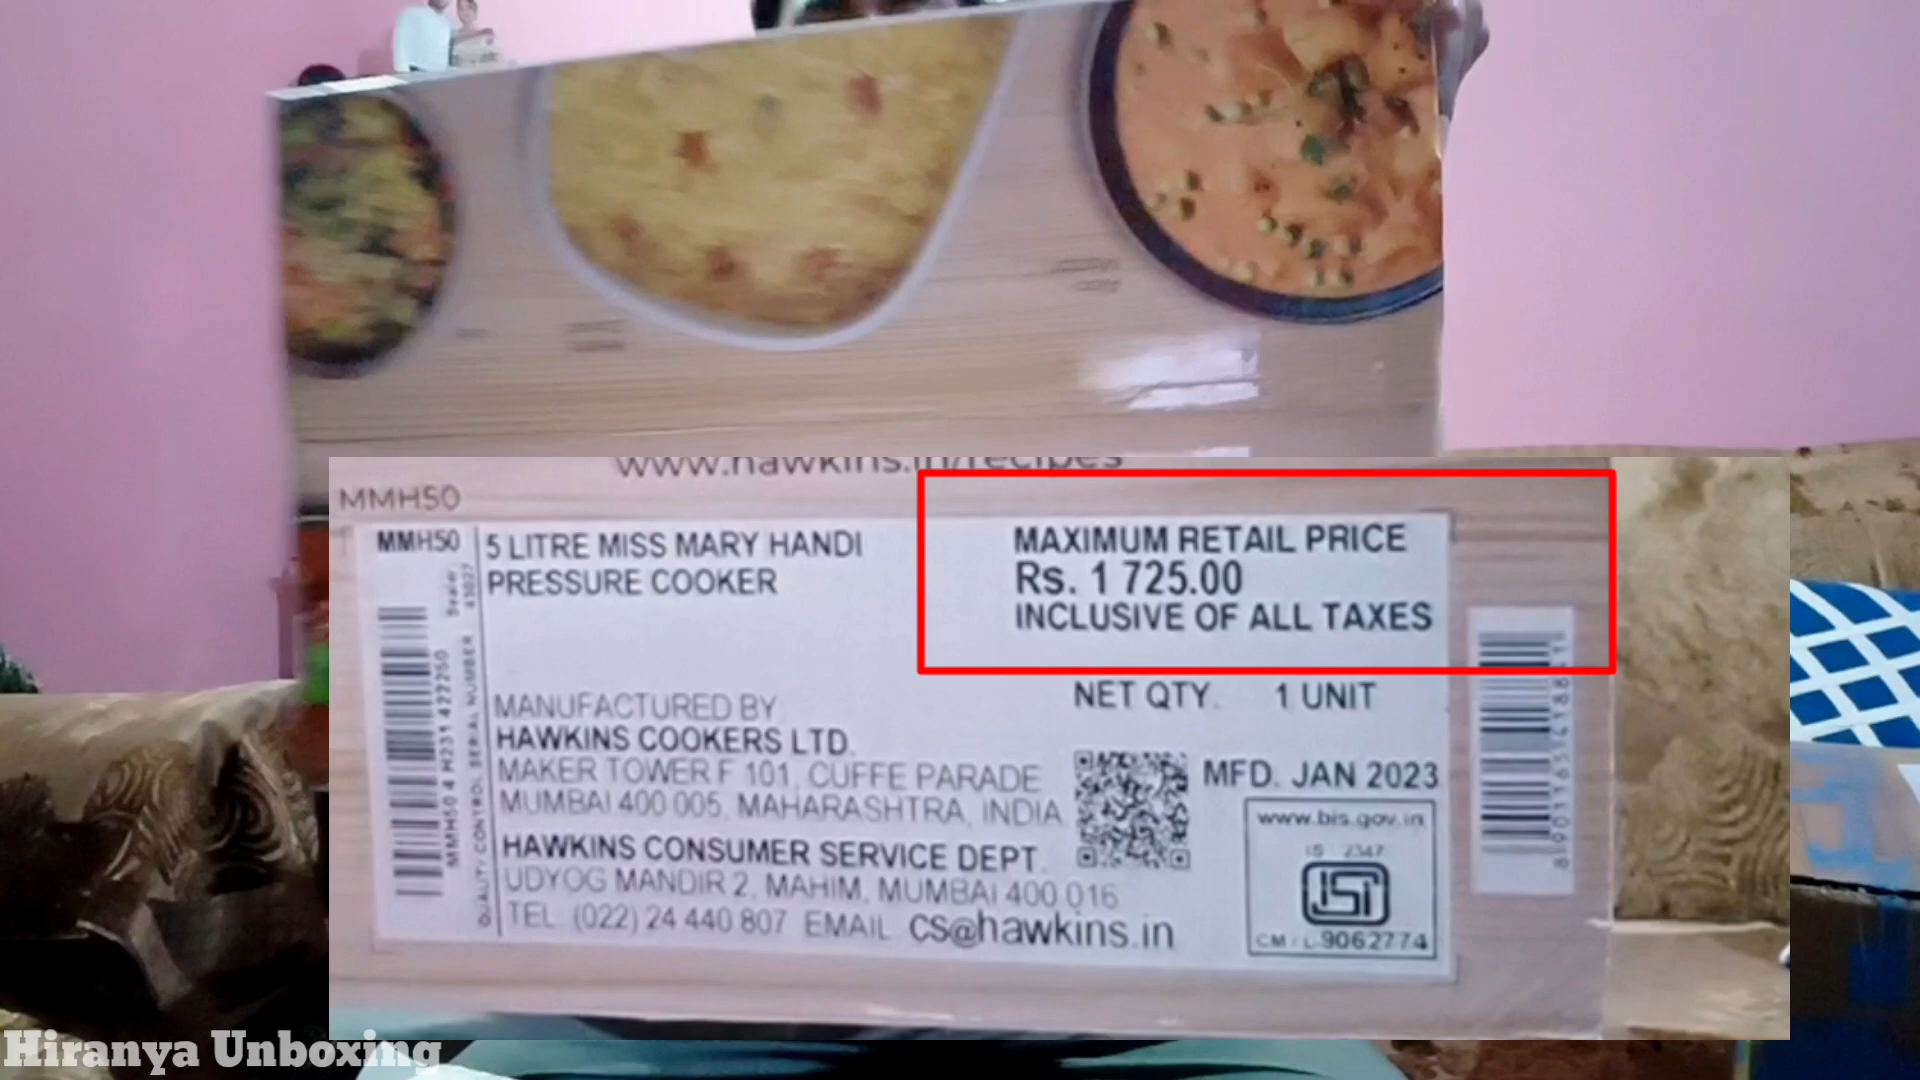 www.hawkins.in/recipes
MMH50
MMH50
5 LITRE MISS MARY HANDI
PRESSURE COOKER
MAXIMUM RETAIL PRICE
Rs. 1 725.00
INCLUSIVE OF ALL TAXES
NET QTY. 1 UNIT
MANUFACTURED BY
HAWKINS COOKERS LTD.
MAKER TOWER F 101, CUFFE PARADE
MUMBAI 400 005, MAHARASHTRA, INDIA
MFD. JAN 2023
HAWKINS CONSUMER SERVICE DEPT.
UDYOG MANDIR 2, MAHIM, MUMBAI 400 016
TEL (022) 24 440 807 EMAIL cs@hawkins.in
www.bis.gov.in
IS 2347
ISI
CM / L-9062774
QUALITY CONTROL SERIAL NUMBER
Hiranya Unboxing